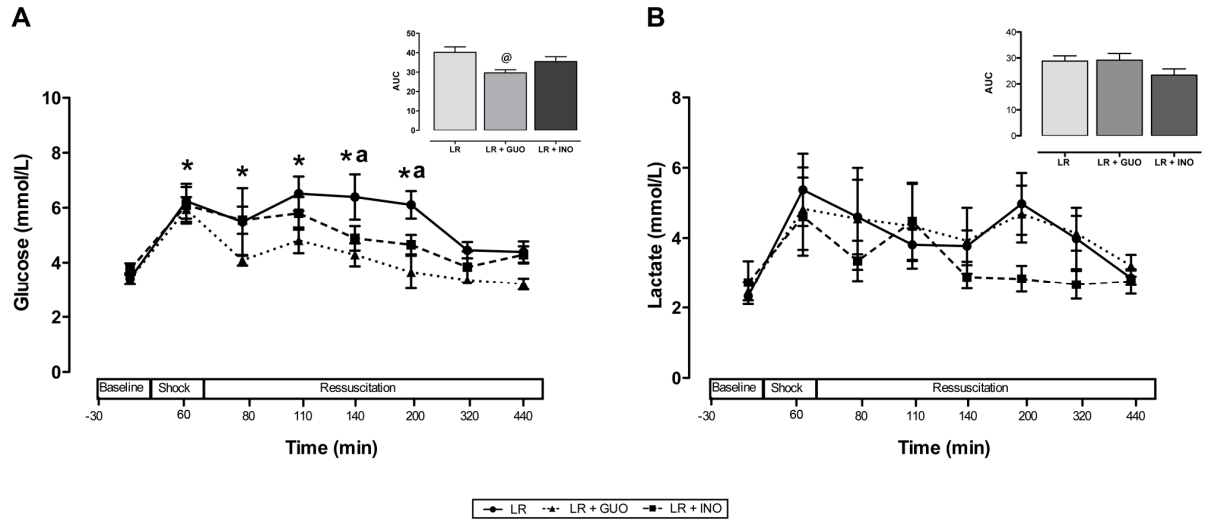 A
B
50
40
30
20
10
0
AUC
@
LR
LR + GUO
LR + INO
40
30
20
10
0
AUC
LR
LR + GUO
LR + INO
10
8
6
4
2
0
Glucose (mmol/L)
*
*
*
*a
*a
Baseline
Shock
Ressuscitation
-30
60
80
110
140
200
320
440
Time (min)
8
6
4
2
0
Lactate (mmol/L)
Baseline
Shock
Ressuscitation
-30
60
80
110
140
200
320
440
Time (min)
LR LR + GUO LR + INO